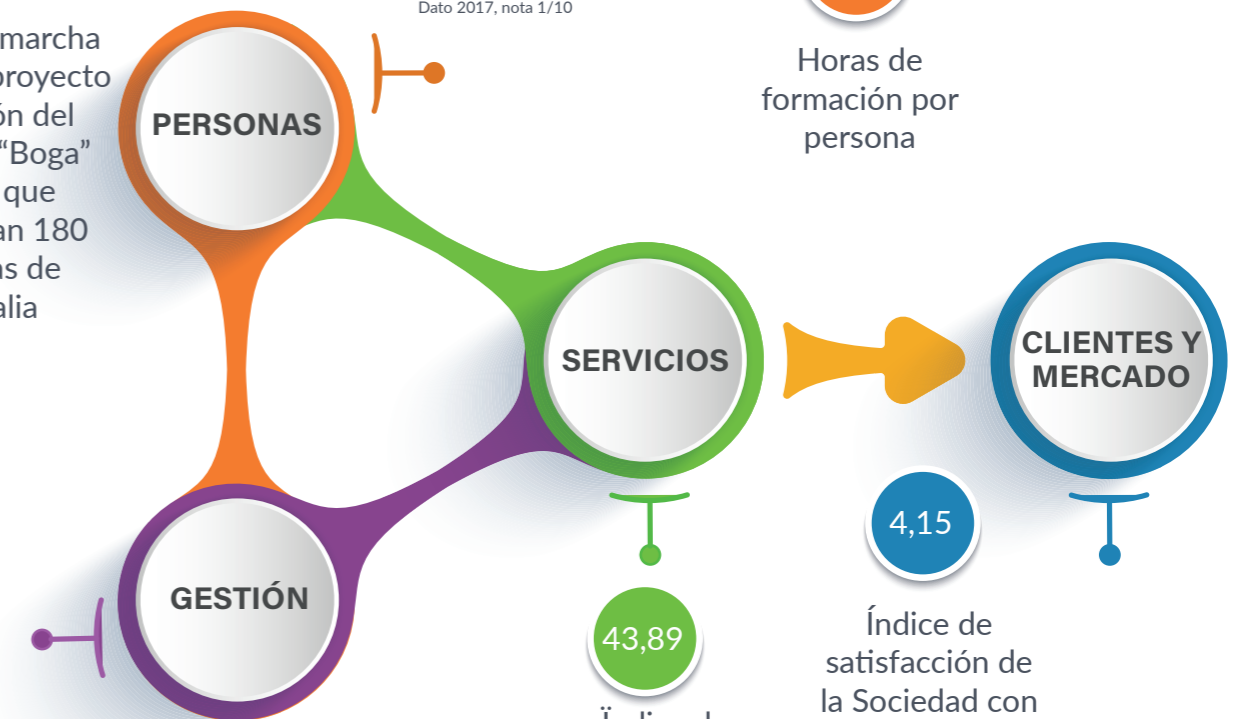 Dato 2017, nota 1/10
marcha
proyecto
ón del
“Boga”
que
an 180
as de
alia
PERSONAS
Horas de
formación por
persona
SERVICIOS
CLIENTES Y
MERCADO
GESTIÓN
43,89
4,15
Índice de
satisfacción de
la Sociedad con